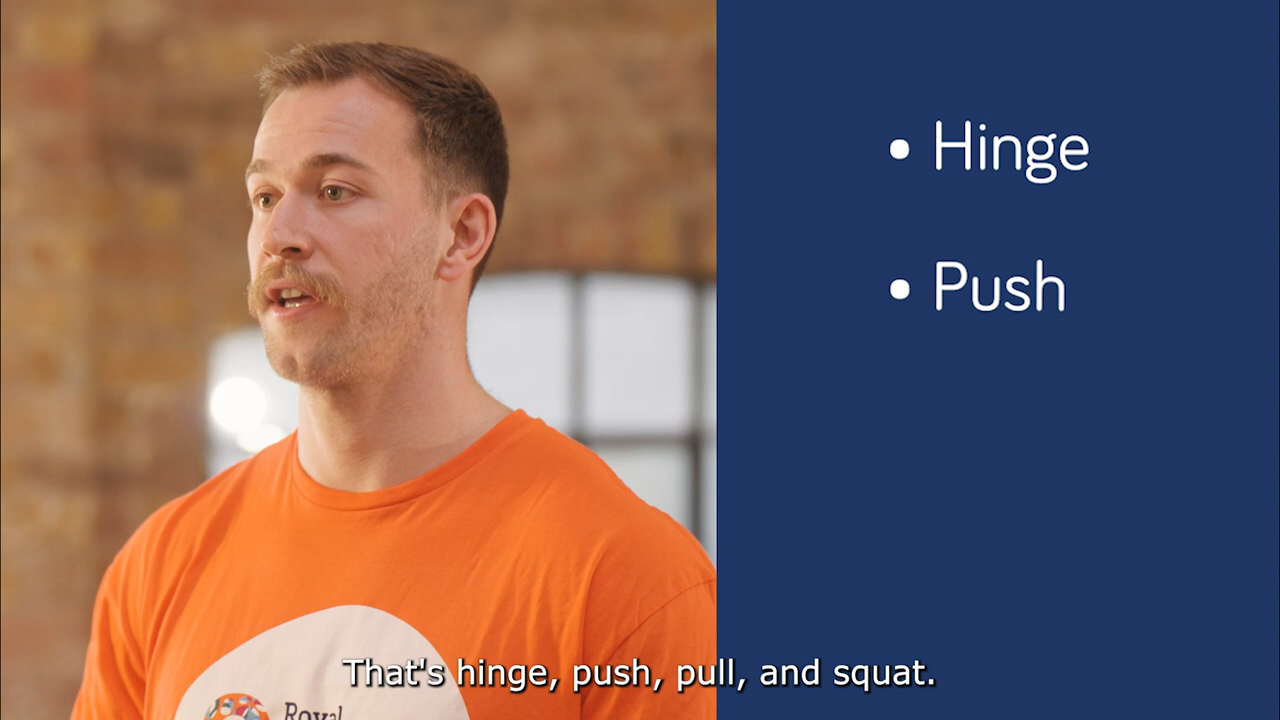 • Hinge
• Push
Royal
That's hinge, push, pull, and squat.